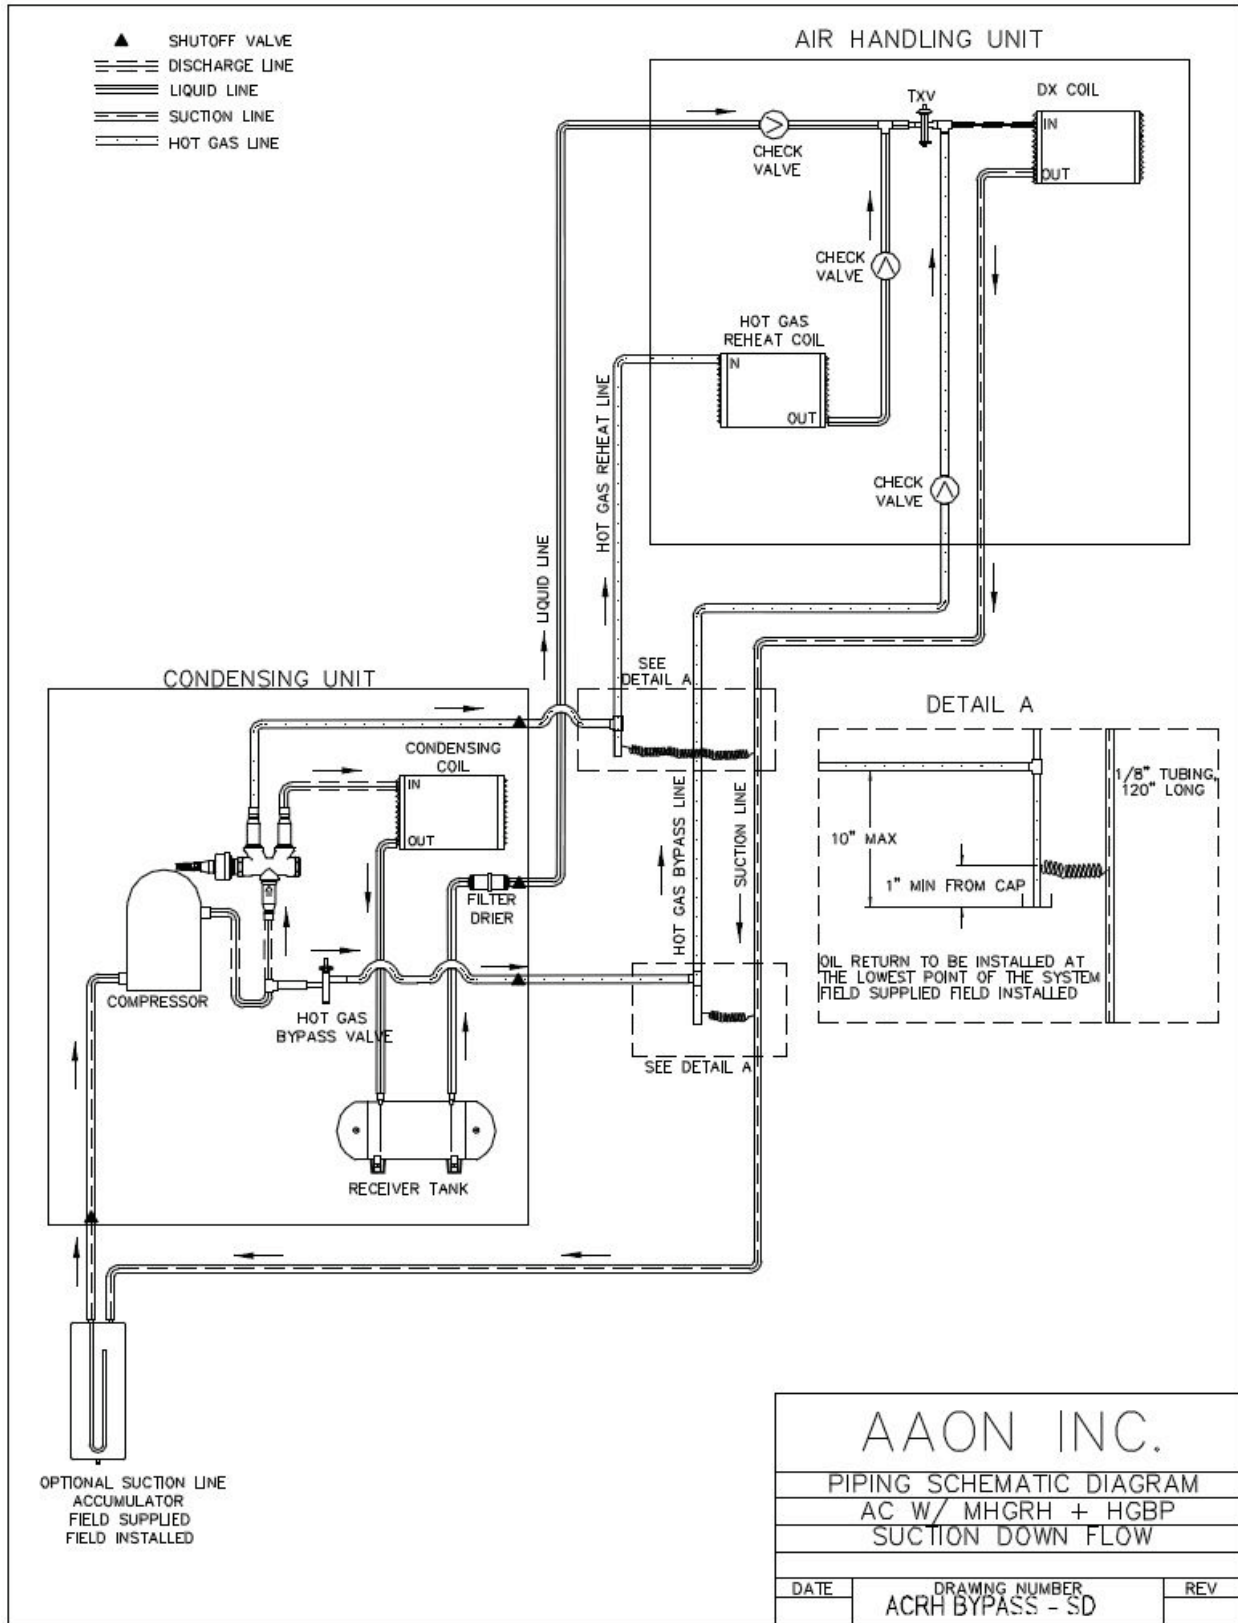 SHUTOFF VALVE
DISCHARGE LINE
LIQUID LINE
SUCTION LINE
HOT GAS LINE
AIR HANDLING UNIT
TXV
DX COIL
IN
OUT
CHECK
VALVE
CHECK
VALVE
HOT GAS
REHEAT COIL
IN
OUT
CHECK
VALVE
HOT GAS REHEAT LINE
LIQUID LINE
SEE
DETAIL A
CONDENSING UNIT
CONDENSING
COIL
IN
OUT
FILTER
DRIER
COMPRESSOR
HOT GAS
BYPASS VALVE
HOT GAS BYPASS LINE
SUCTION LINE
SEE DETAIL A
RECEIVER TANK
DETAIL A
1/8" TUBING,
120" LONG
10" MAX
1" MIN FROM CAP
OIL RETURN TO BE INSTALLED AT
THE LOWEST POINT OF THE SYSTEM
FIELD SUPPLIED FIELD INSTALLED
OPTIONAL SUCTION LINE
ACCUMULATOR
FIELD SUPPLIED
FIELD INSTALLED
AAON INC.
PIPING SCHEMATIC DIAGRAM
AC W/ MHGRH + HGBP
SUCTION DOWN FLOW
DATE
DRAWING NUMBER
REV
ACRH BYPASS - SD